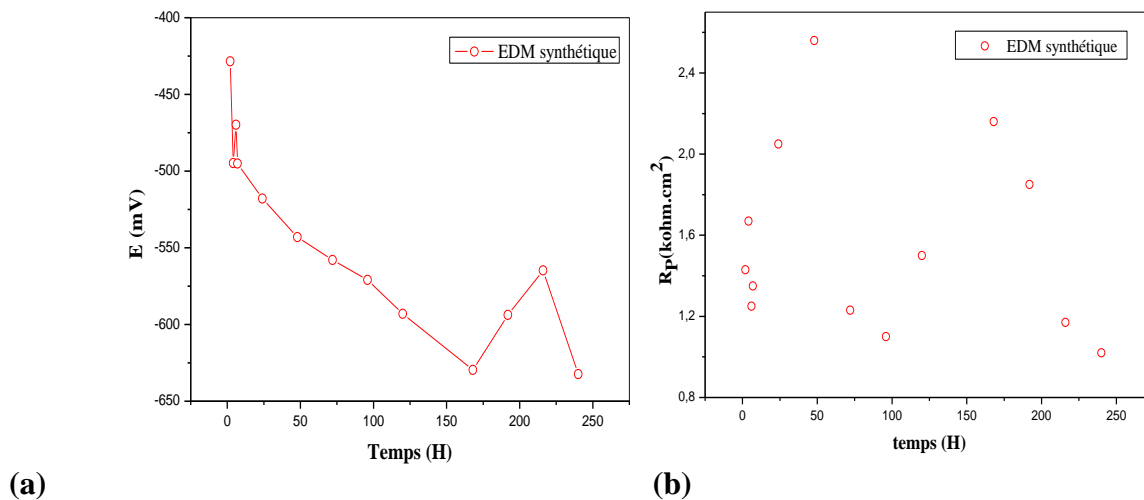 -400
-450
-500
-550
-600
-650
0
50
100
150
200
250
E (mV)
Temps (H)
EDM synthétique
(a)
2,4
2,0
1,6
1,2
0,8
0
50
100
150
200
250
RP(kohm.cm2)
temps (H)
EDM synthétique
(b)